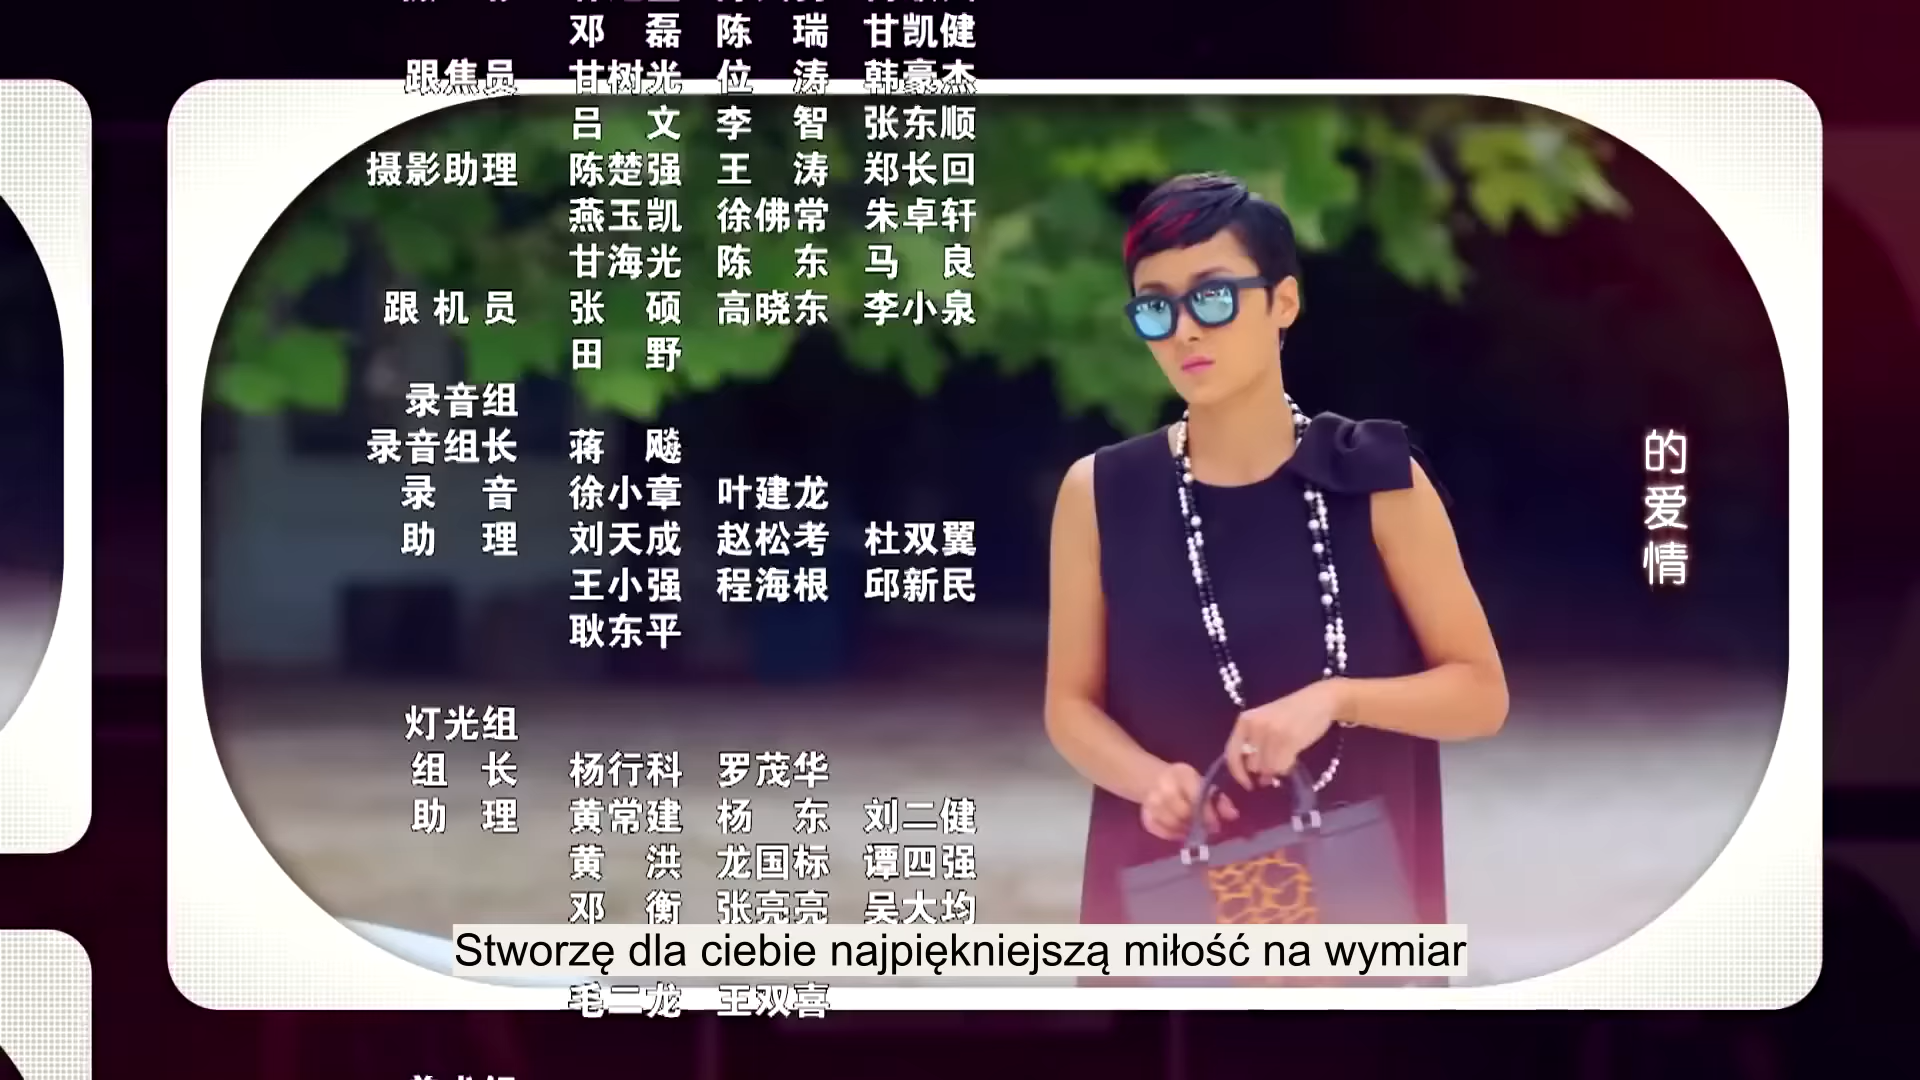 邓磊 陈瑞 甘凯健
跟焦员 甘树光 位涛 韩豪杰
吕文 李智 张东顺
摄影助理 陈楚强 王涛 郑长回
燕玉凯 徐佛常 朱卓轩
甘海光 陈东 马良
跟机员 张硕 高晓东 李小泉
田野
录音组
录音组长 蒋飚
录音 徐小章 叶建龙
助理 刘天成 赵松考 杜双翼
王小强 程海根 邱新民
耿东平
灯光组
组长 杨行科 罗茂华
助理 黄常建 杨东 刘二健
黄洪 龙国标 谭四强
邓衡 张亮亮 吴大均
毛二龙 王双喜
的爱情
Stworzę dla ciebie najpiękniejszą miłość na wymiar